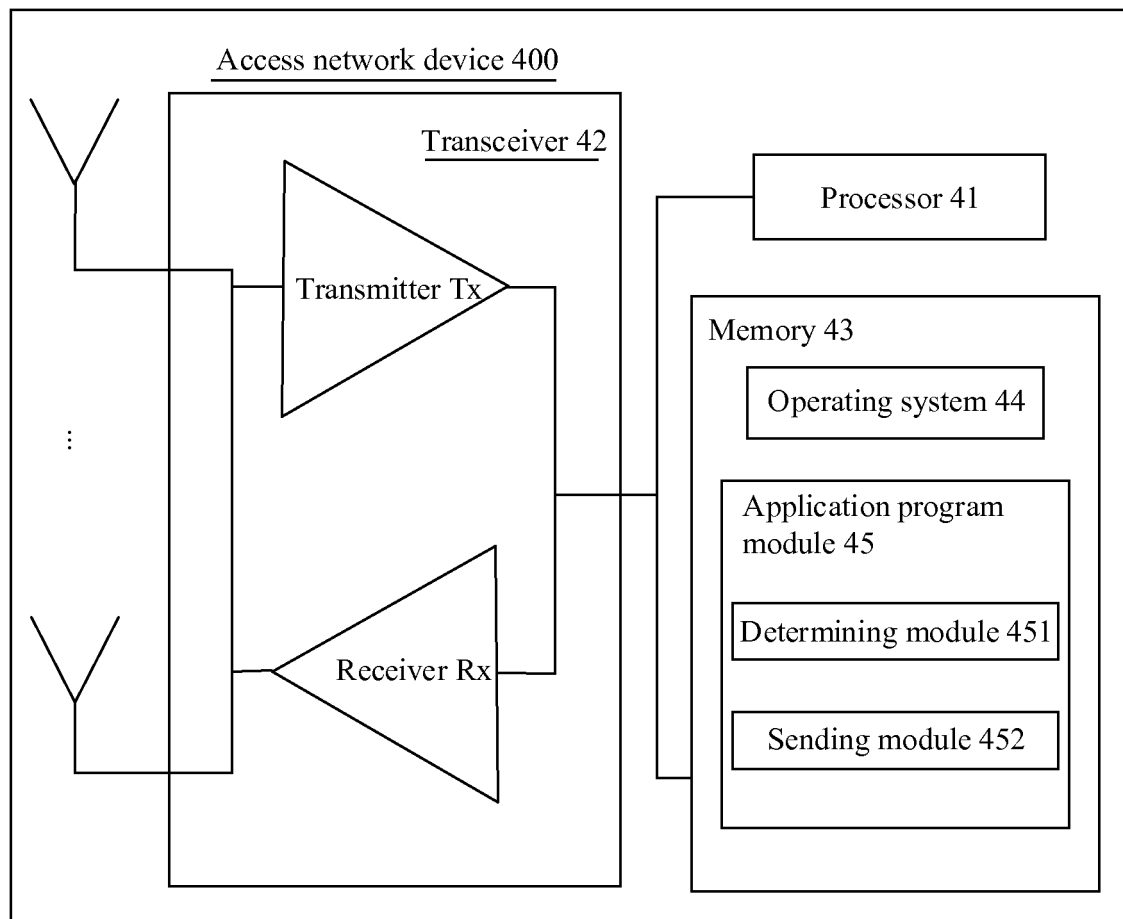 Access network device 400
Transceiver 42
Transmitter Tx
Receiver Rx
...
Processor 41
Memory 43
Operating system 44
Application program
module 45
Determining module 451
Sending module 452